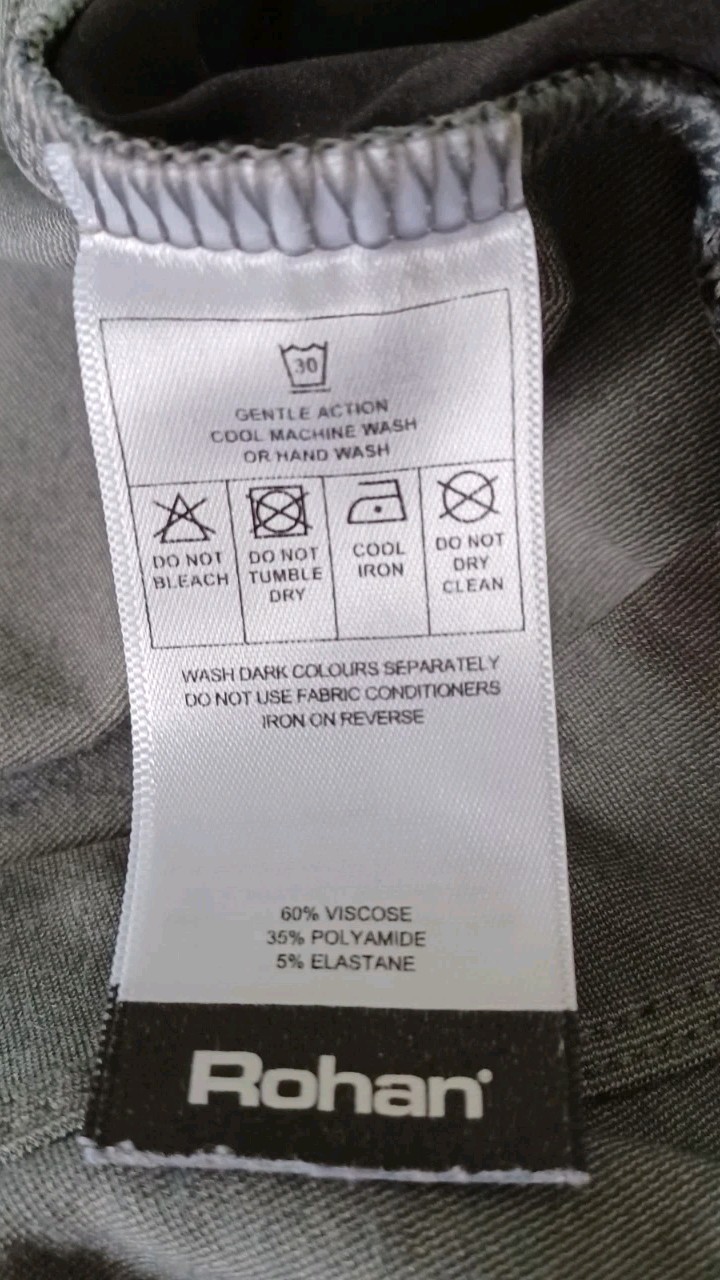 30
GENTLE ACTION
COOL MACHINE WASH
OR HAND WASH
DO NOT
BLEACH
DO NOT
TUMBLE
DRY
COOL
IRON
DO NOT
DRY
CLEAN
WASH DARK COLOURS SEPARATELY
DO NOT USE FABRIC CONDITIONERS
IRON ON REVERSE
60% VISCOSE
35% POLYAMIDE
5% ELASTANE
Rohan